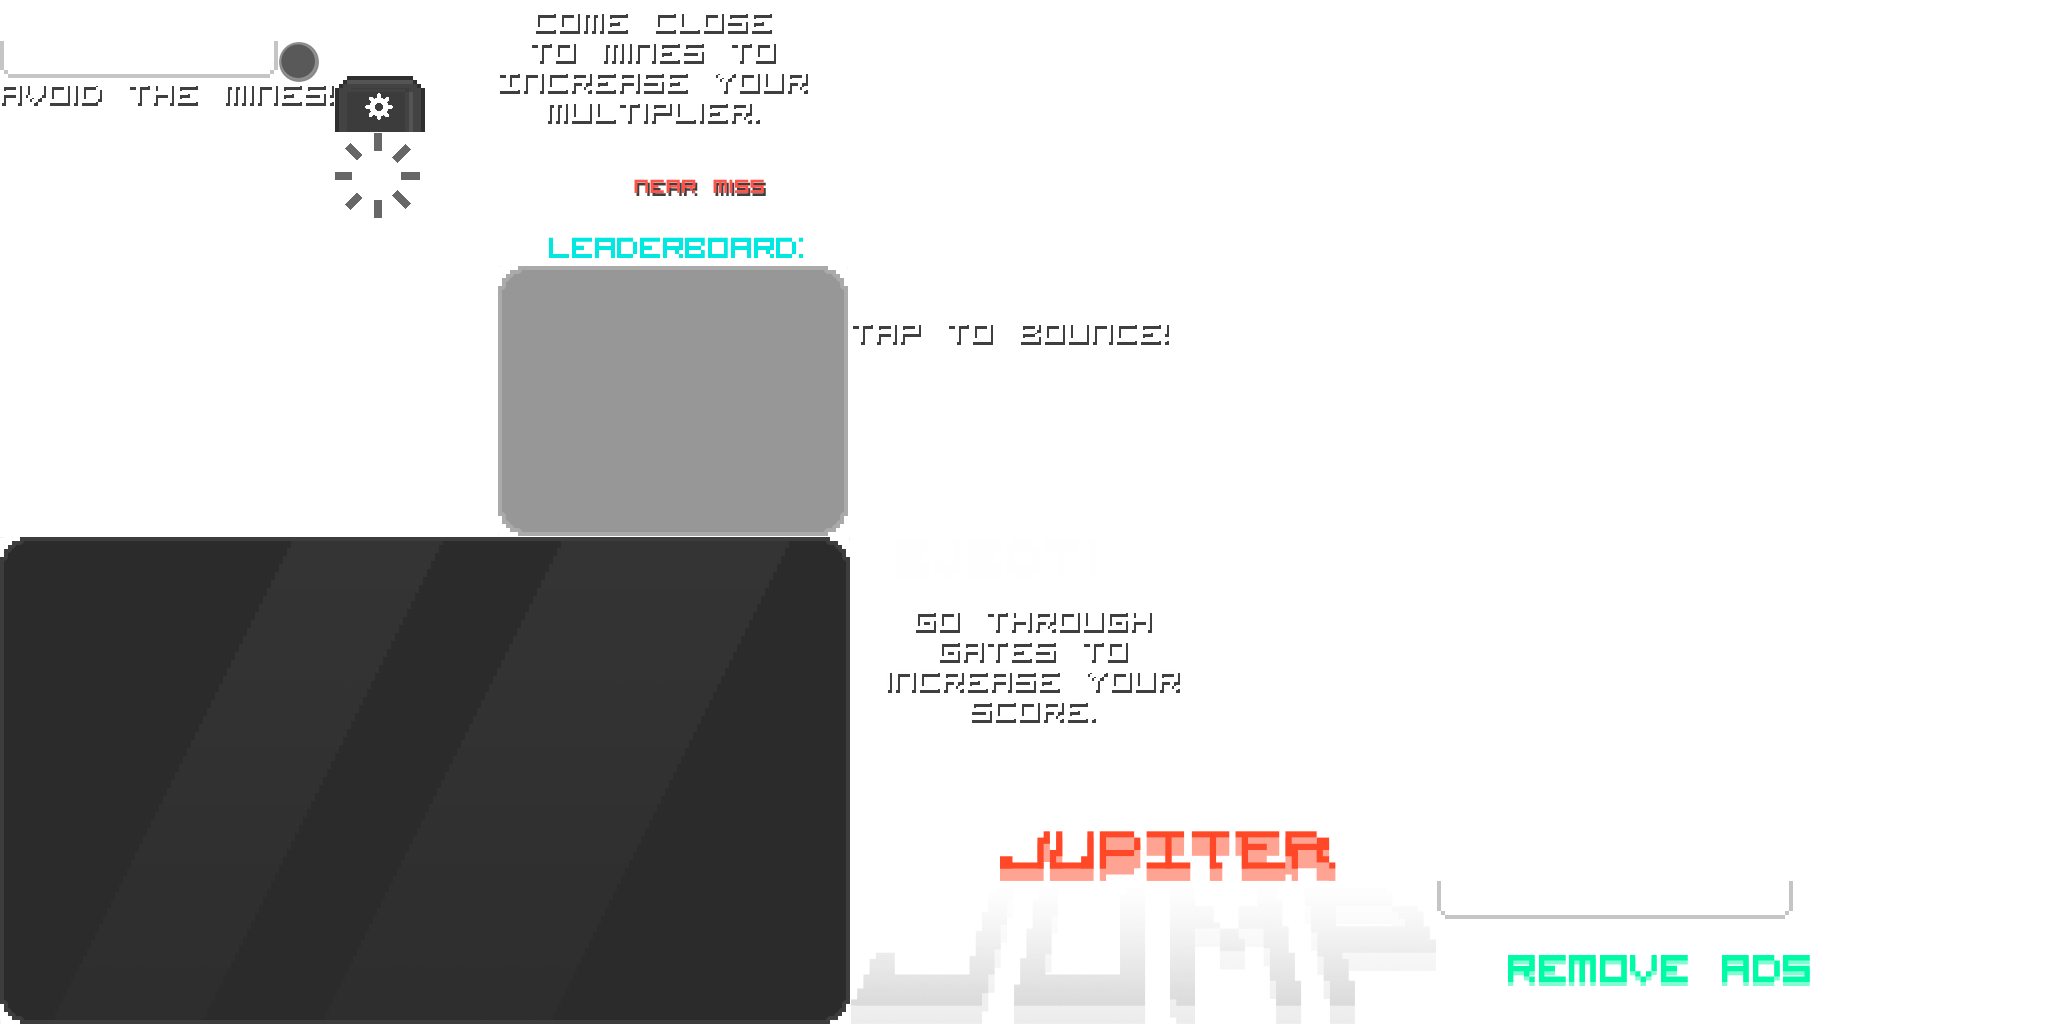 COME CLOSE
TO MINES TO
INCREASE YOUR
MULTIPLIER.
AVOID THE MINES!
NEAR MISS
LEADERBOARD:
TAP TO BOUNCE!
GO THROUGH
GATES TO
INCREASE YOUR
SCORE.
JUPITER
JUMP
REMOVE ADS